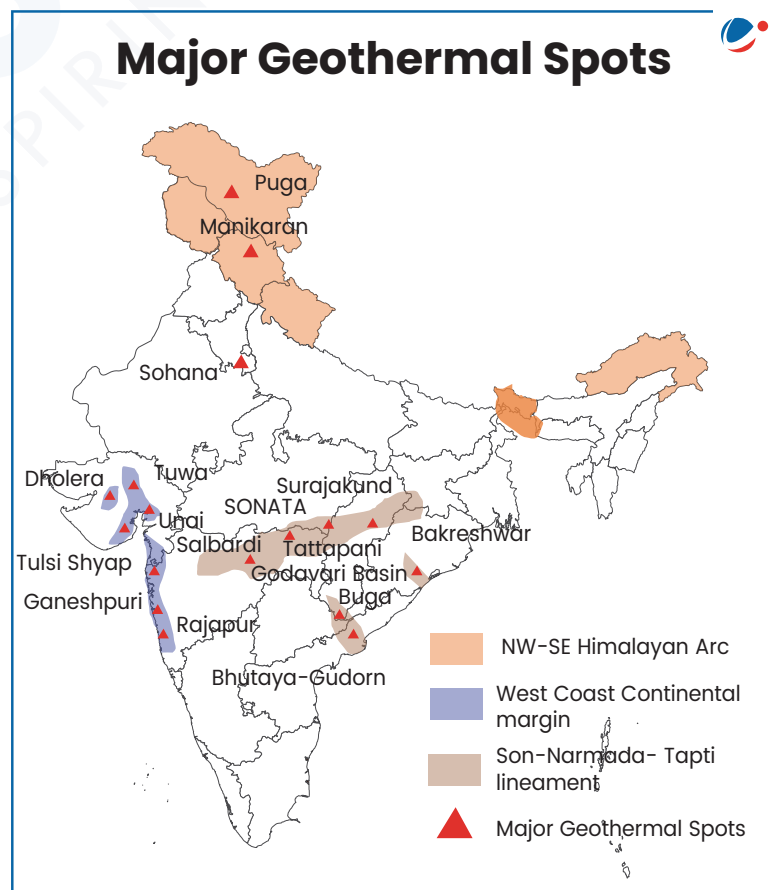 Major Geothermal Spots
Puga
Manikaran
Sohana
Dholera
Tuwa
Surajakund
SONATA
Unai
Bakreshwar
Salbardi
Tattapani
Tulsi Shyap
Godavari Basin
Buga
Ganeshpuri
Rajapur
Bhutaya-Gudorn
NW-SE Himalayan Arc
West Coast Continental
margin
Son-Narmada- Tapti
lineament
Major Geothermal Spots